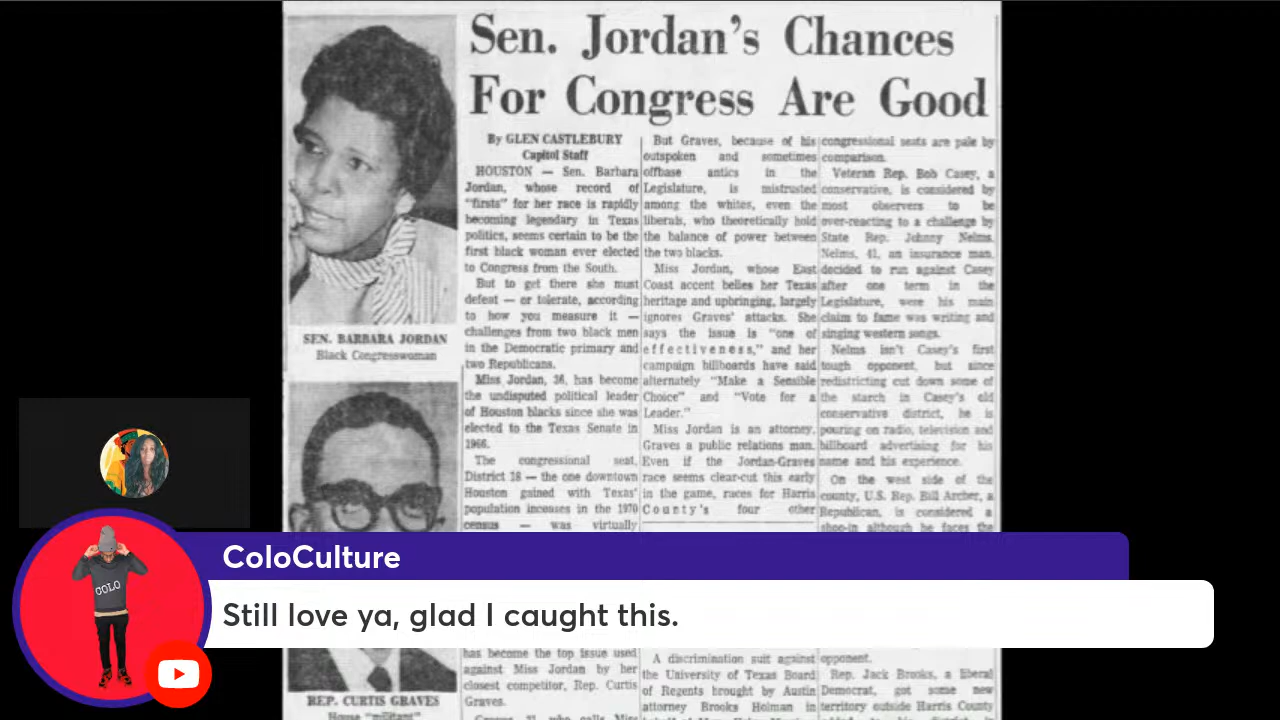 Sen. Jordan's Chances
For Congress Are Good
SEN. BARBARA JORDAN
Black Congresswoman
REP. CURTIS GRAVES
House "militant"
By GLEN CASTLEBURY
Capitol Staff
HOUSTON — Sen. Barbara
Jordan, whose record of
"firsts" for her race is rapidly
becoming legendary in Texas
politics, seems certain to be the
first black woman ever elected
to Congress from the South.
But to get there she must
defeat — or tolerate, according
to how you measure it —
challenges from two black men
in the Democratic primary and
two Republicans.
Miss Jordan, 36, has become
the undisputed political leader
of Houston blacks since she was
elected to the Texas Senate in
1966.
The congressional seat,
District 18 — the one downtown
Houston gained with Texas'
population inceases in the 1970
census — was virtually
has become the top issue used
against Miss Jordan by her
closest competitor, Rep. Curtis
Graves.
But Graves, because of his
outspoken and sometimes
offbase antics in the
Legislature, is mistrusted
among the whites, even the
liberals, who theoretically hold
the balance of power between
the two blacks.
Miss Jordan, whose East
Coast accent belies her Texas
heritage and upbringing, largely
ignores Graves' attacks. She
says the issue is "one of
effectiveness," and her
campaign billboards have said
alternately "Make a Sensible
Choice" and "Vote for a
Leader."
Miss Jordan is an attorney,
Graves a public relations man.
Even if the Jordan-Graves
race seems clear-cut this early
in the game, races for Harris
County's four other
A discrimination suit against
the University of Texas Board
of Regents brought by Austin
attorney Brooks Holman in
congressional seats are pale by
comparison.
Veteran Rep. Bob Casey, a
conservative, is considered by
most observers to be
over-reacting to a challenge by
State Rep. Johnny Nelms.
Nelms, 41, an insurance man,
decided to run against Casey
after one term in the
Legislature, were his main
claim to fame was writing and
singing western songs.
Nelms isn't Casey's first
tough opponent, but since
redistricting cut down some of
the starch in Casey's old
conservative district, he is
pouring on radio, television and
billboard advertising for his
name and his experience.
On the west side of the
county, U.S. Rep. Bill Archer, a
Republican, is considered a
shoo-in although he faces the
opponent.
Rep. Jack Brooks, a liberal
Democrat, got some new
territory outside Harris County
COLO
ColoCulture
Still love ya, glad I caught this.